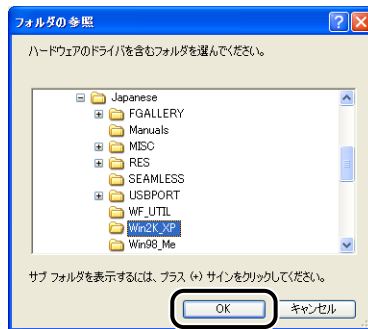 フォルダの参照
ハードウェアのドライバを含むフォルダを選んでください。
Japanese
FGALLERY
Manuals
MISC
RES
SEAMLESS
USBPORT
WF_UTIL
Win2K_XP
Win98_Me
サブ フォルダを表示するには、プラス (+) サインをクリックしてください。
OK キャンセル